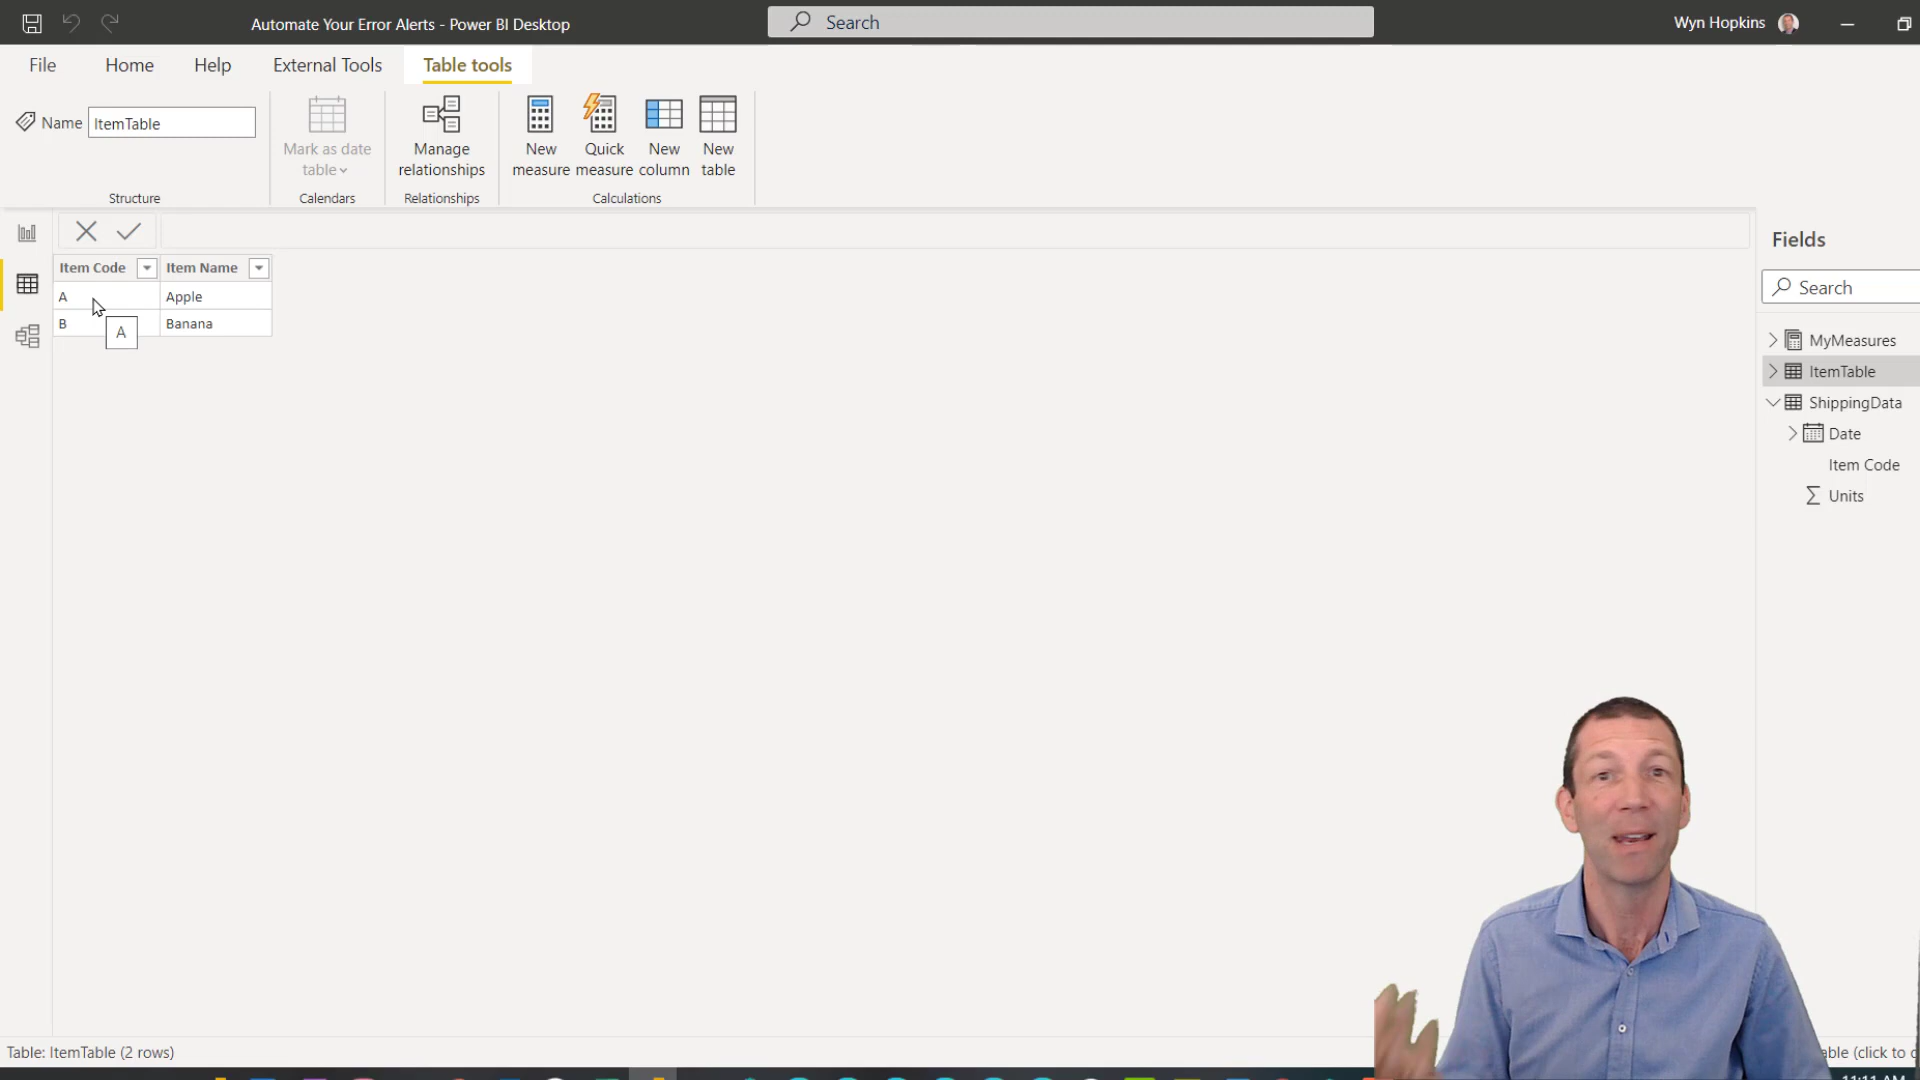 Automate Your Error Alerts - Power BI Desktop
Search
Wyn Hopkins
File
Home
Help
External Tools
Table tools
Name
ItemTable
Mark as date
table
Manage
relationships
New
measure
Quick
measure
New
column
New
table
Structure
Calendars
Relationships
Calculations
Fields
Search
Item Code
Item Name
A
Apple
B
Banana
A
MyMeasures
ItemTable
ShippingData
Date
Item Code
Units
Table: ItemTable (2 rows)
able (click to